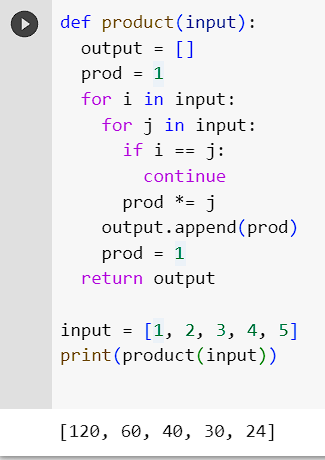 def product(input):
  output = []
  prod = 1
  for i in input:
    for j in input:
      if i == j:
        continue
      prod *= j
    output.append(prod)
    prod = 1
  return output

input = [1, 2, 3, 4, 5]
print(product(input))
[120, 60, 40, 30, 24]